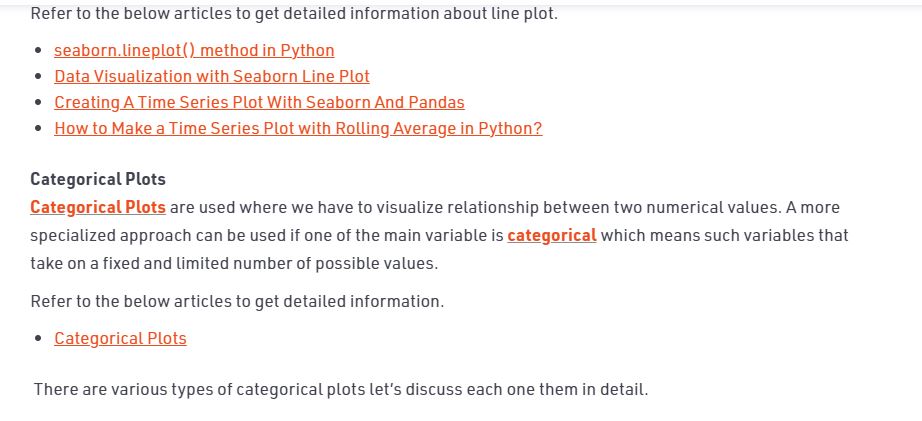 Refer to the below articles to get detailed information about line plot.
seaborn.lineplot() method in Python
Data Visualization with Seaborn Line Plot
Creating A Time Series Plot With Seaborn And Pandas
How to Make a Time Series Plot with Rolling Average in Python?
Categorical Plots
Categorical Plots are used where we have to visualize relationship between two numerical values. A more
specialized approach can be used if one of the main variable is categorical which means such variables that
take on a fixed and limited number of possible values.
Refer to the below articles to get detailed information.
Categorical Plots
There are various types of categorical plots let's discuss each one them in detail.